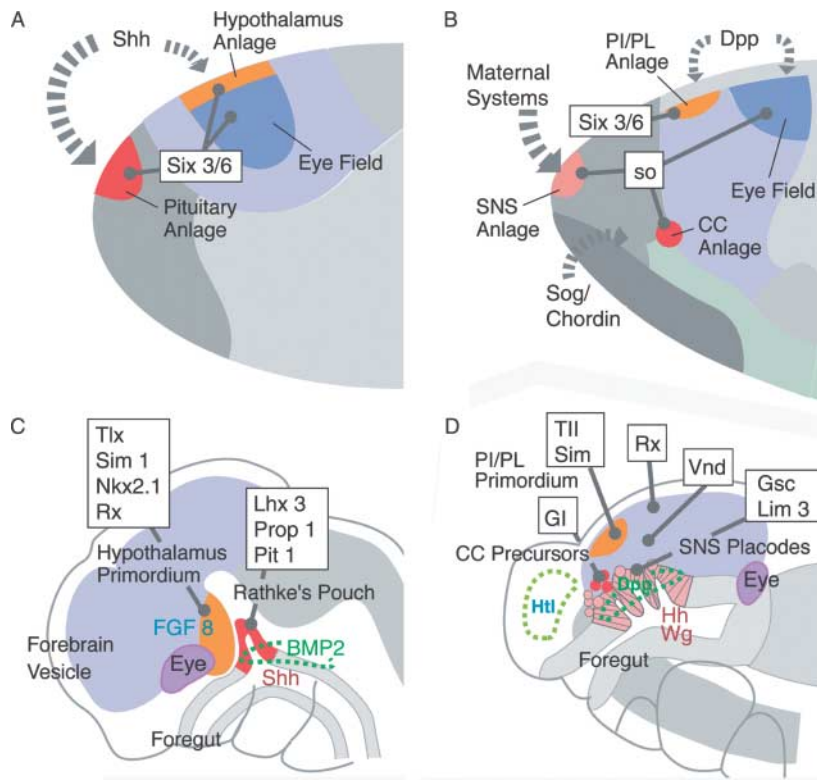 A
Shh
Hypothalamus
Anlage
Six 3/6
Eye Field
Pituitary
Anlage
B
PI/PL
Anlage
Dpp
Maternal
Systems
Six 3/6
so
Eye Field
SNS
Anlage
CC
Anlage
Sog/
Chordin
C
Tlx
Sim 1
Nkx2.1
Rx
Lhx 3
Prop 1
Pit 1
Hypothalamus
Primordium
Rathke's Pouch
FGF 8
BMP2
Forebrain
Vesicle
Eye
Shh
Foregut
D
Tll
Sim
Rx
Vnd
PI/PL
Primordium
Gsc
Lim 3
Gl
CC Precursors
SNS Placodes
Dpp
Eye
Htl
Hh
Wg
Foregut